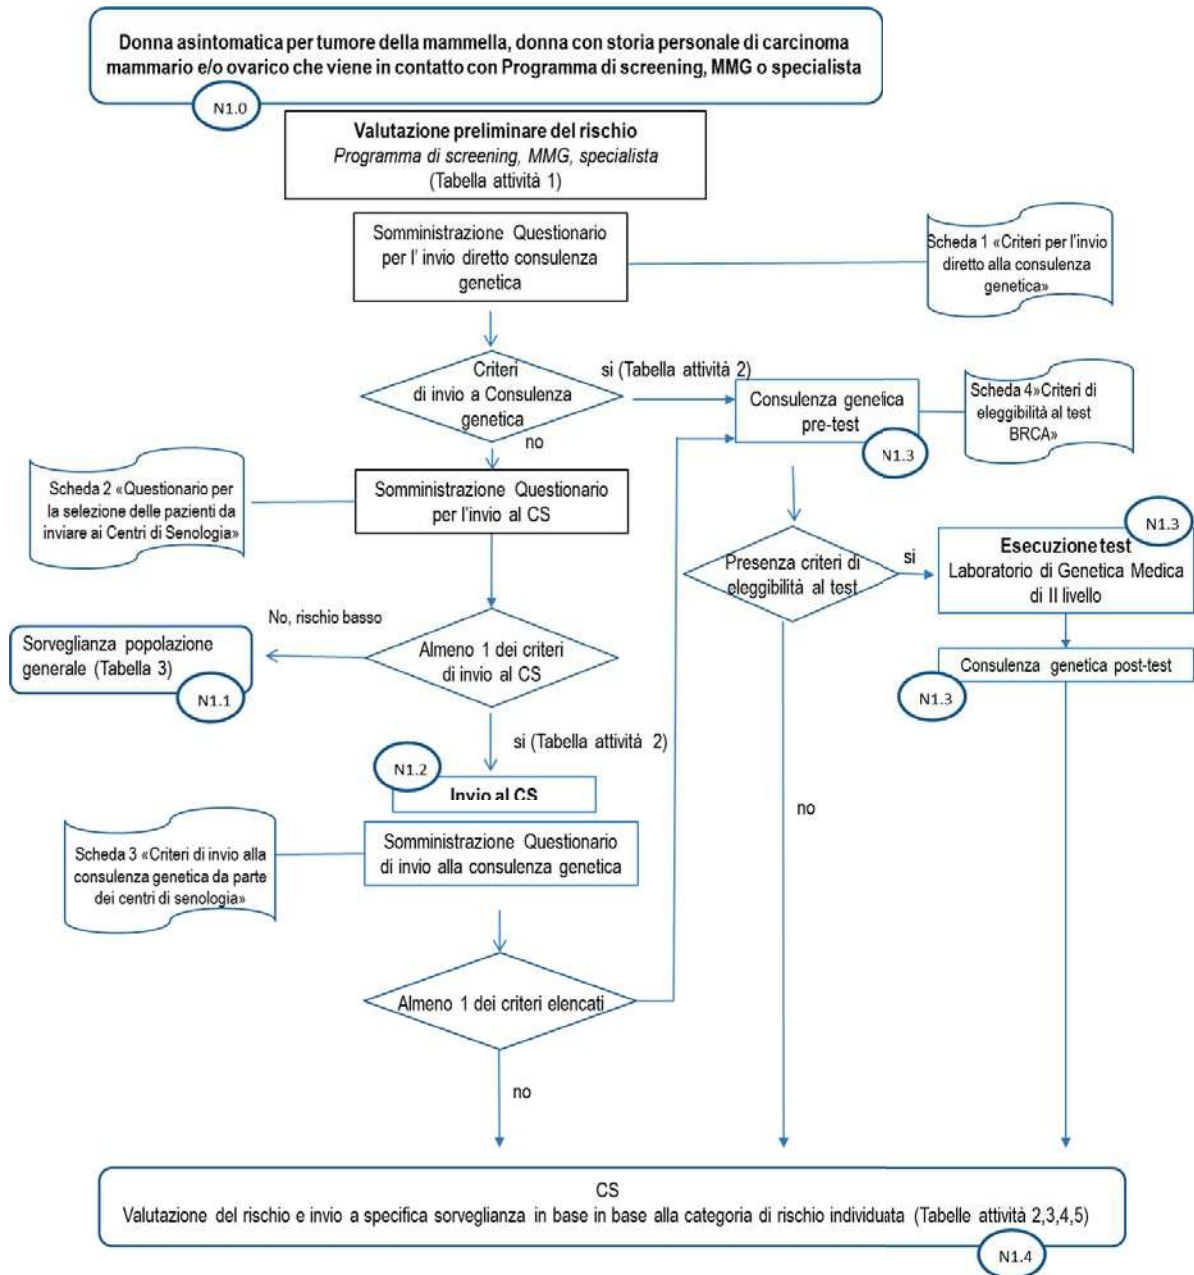 Donna asintomatica per tumore della mammella, donna con storia personale di carcinoma
mammario e/o ovarico che viene in contatto con Programma di screening, MMG o specialista
N1.0
Valutazione preliminare del rischio
Programma di screening, MMG, specialista
(Tabella attività 1)
Somministrazione Questionario
per l' invio diretto consulenza
genetica
Scheda 1 «Criteri per l'invio
diretto alla consulenza
genetica»
Criteri
di invio a Consulenza
genetica
si (Tabella attività 2)
no
Consulenza genetica
pre-test
N1.3
Scheda 4»Criteri di
eleggibilità al test
BRCA»
Scheda 2 «Questionario per
la selezione delle pazienti da
inviare ai Centri di Senologia»
Somministrazione Questionario
per l'invio al CS
Presenza criteri di
eleggibilità al test
si
N1.3
Esecuzione test
Laboratorio di Genetica Medica
di II livello
No, rischio basso
Sorveglianza popolazione
generale (Tabella 3)
N1.1
Almeno 1 dei criteri
di invio al CS
Consulenza genetica post-test
N1.3
si (Tabella attività 2)
N1.2
Invio al CS
no
Scheda 3 «Criteri di invio alla
consulenza genetica da parte
dei centri di senologia»
Somministrazione Questionario
di invio alla consulenza genetica
Almeno 1 dei criteri elencati
no
CS
Valutazione del rischio e invio a specifica sorveglianza in base in base alla categoria di rischio individuata (Tabelle attività 2,3,4,5)
N1.4